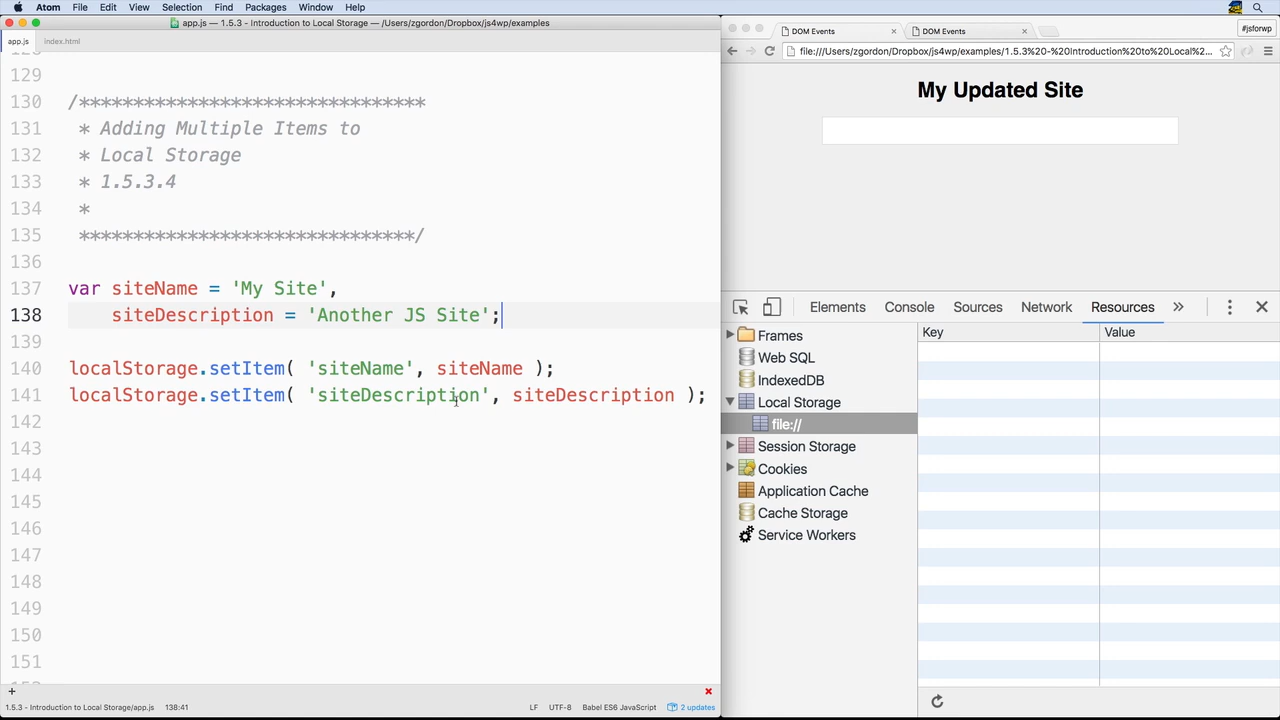 Atom File Edit View Selection Find Packages Window Help
app.js — 1.5.3 - Introduction to Local Storage — /Users/zgordon/Dropbox/js4wp/examples
app.js index.html
129
130 /********************************
131 * Adding Multiple Items to
132 * Local Storage
133 * 1.5.3.4
134 *
135 *******************************/
136
137 var siteName = 'My Site',
138 siteDescription = 'Another JS Site';
139
140 localStorage.setItem( 'siteName', siteName );
141 localStorage.setItem( 'siteDescription', siteDescription );
142
143
144
145
146
147
148
149
150
151
+
1.5.3 - Introduction to Local Storage/app.js 138:41 LF UTF-8 Babel ES6 JavaScript 2 updates
DOM Events DOM Events #jsforwp
file:///Users/zgordon/Dropbox/js4wp/examples/1.5.3%20-%20Introduction%20to%20Local%2...
My Updated Site
Elements Console Sources Network Resources »
Frames
Web SQL
IndexedDB
Local Storage
file://
Session Storage
Cookies
Application Cache
Cache Storage
Service Workers
Key Value